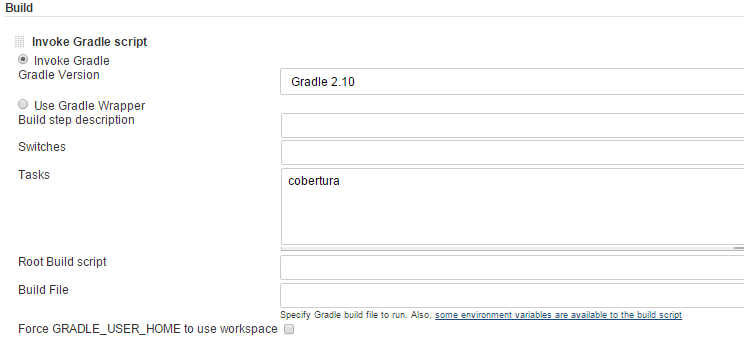 Build
Invoke Gradle script
Invoke Gradle
Gradle Version
Gradle 2.10
Use Gradle Wrapper
Build step description
Switches
Tasks
cobertura
Root Build script
Build File
Specify Gradle build file to run. Also, some environment variables are available to the build script
Force GRADLE_USER_HOME to use workspace